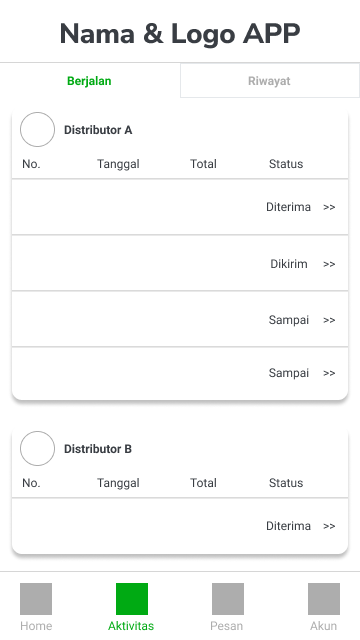 Nama & Logo APP
Berjalan Riwayat
Distributor A
No. Tanggal Total Status
Diterima >>
Dikirim >>
Sampai >>
Sampai >>
Distributor B
No. Tanggal Total Status
Diterima >>
Home Aktivitas Pesan Akun